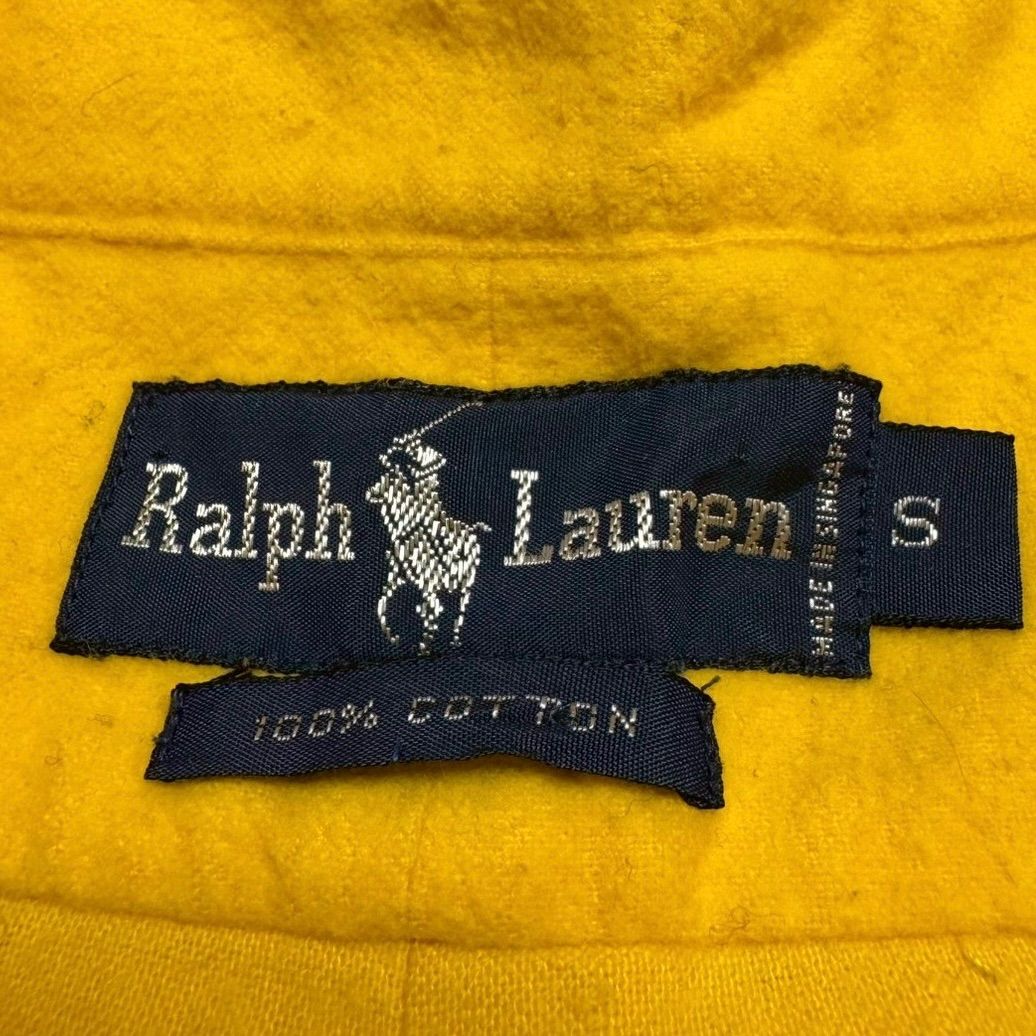 Ralph Lauren
MADE IN SINGAPORE
S
100% COTTON